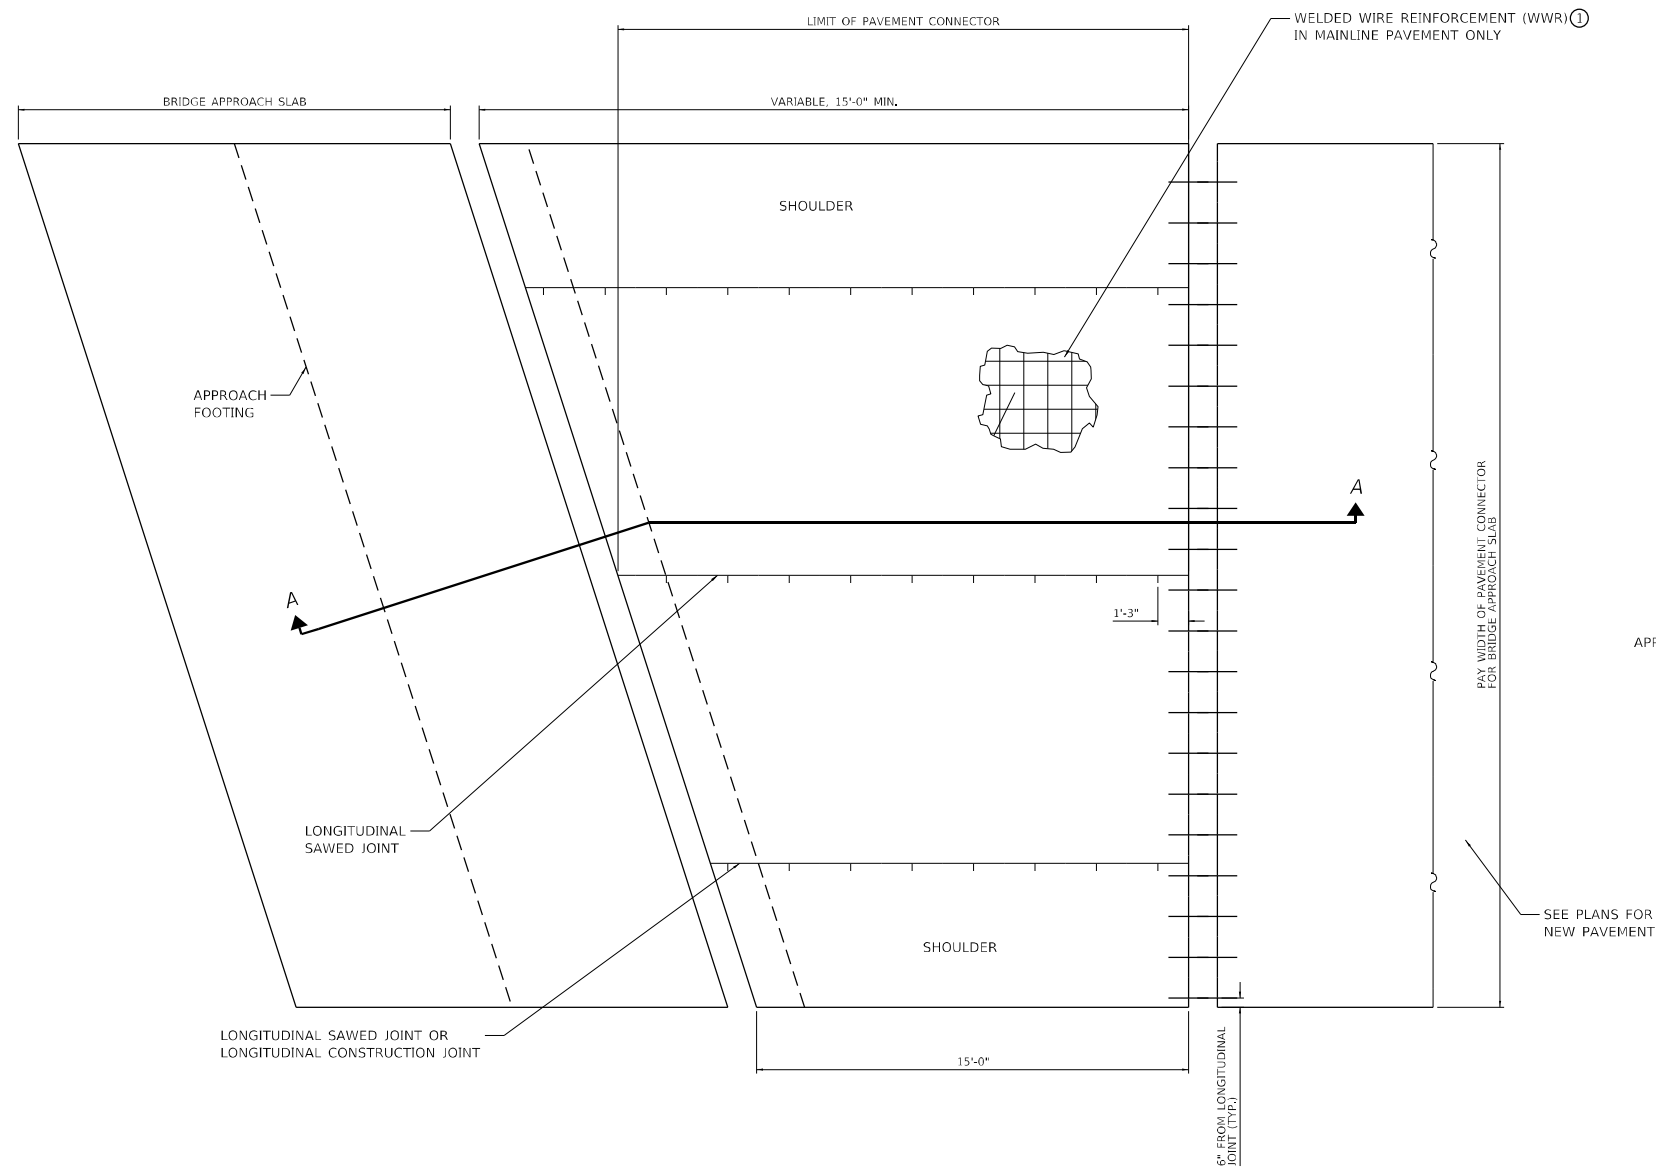 LIMIT OF PAVEMENT CONNECTOR
WELDED WIRE REINFORCEMENT (WWR) 1
IN MAINLINE PAVEMENT ONLY
BRIDGE APPROACH SLAB
VARIABLE, 15'-0" MIN.
SHOULDER
APPROACH
FOOTING
A
A
PAY WIDTH OF PAVEMENT CONNECTOR
FOR BRIDGE APPROACH SLAB
1'-3"
APP
LONGITUDINAL
SAWED JOINT
SEE PLANS FOR
NEW PAVEMENT
SHOULDER
LONGITUDINAL SAWED JOINT OR
LONGITUDINAL CONSTRUCTION JOINT
15'-0"
6" FROM LONGITUDINAL
JOINT (TYP.)